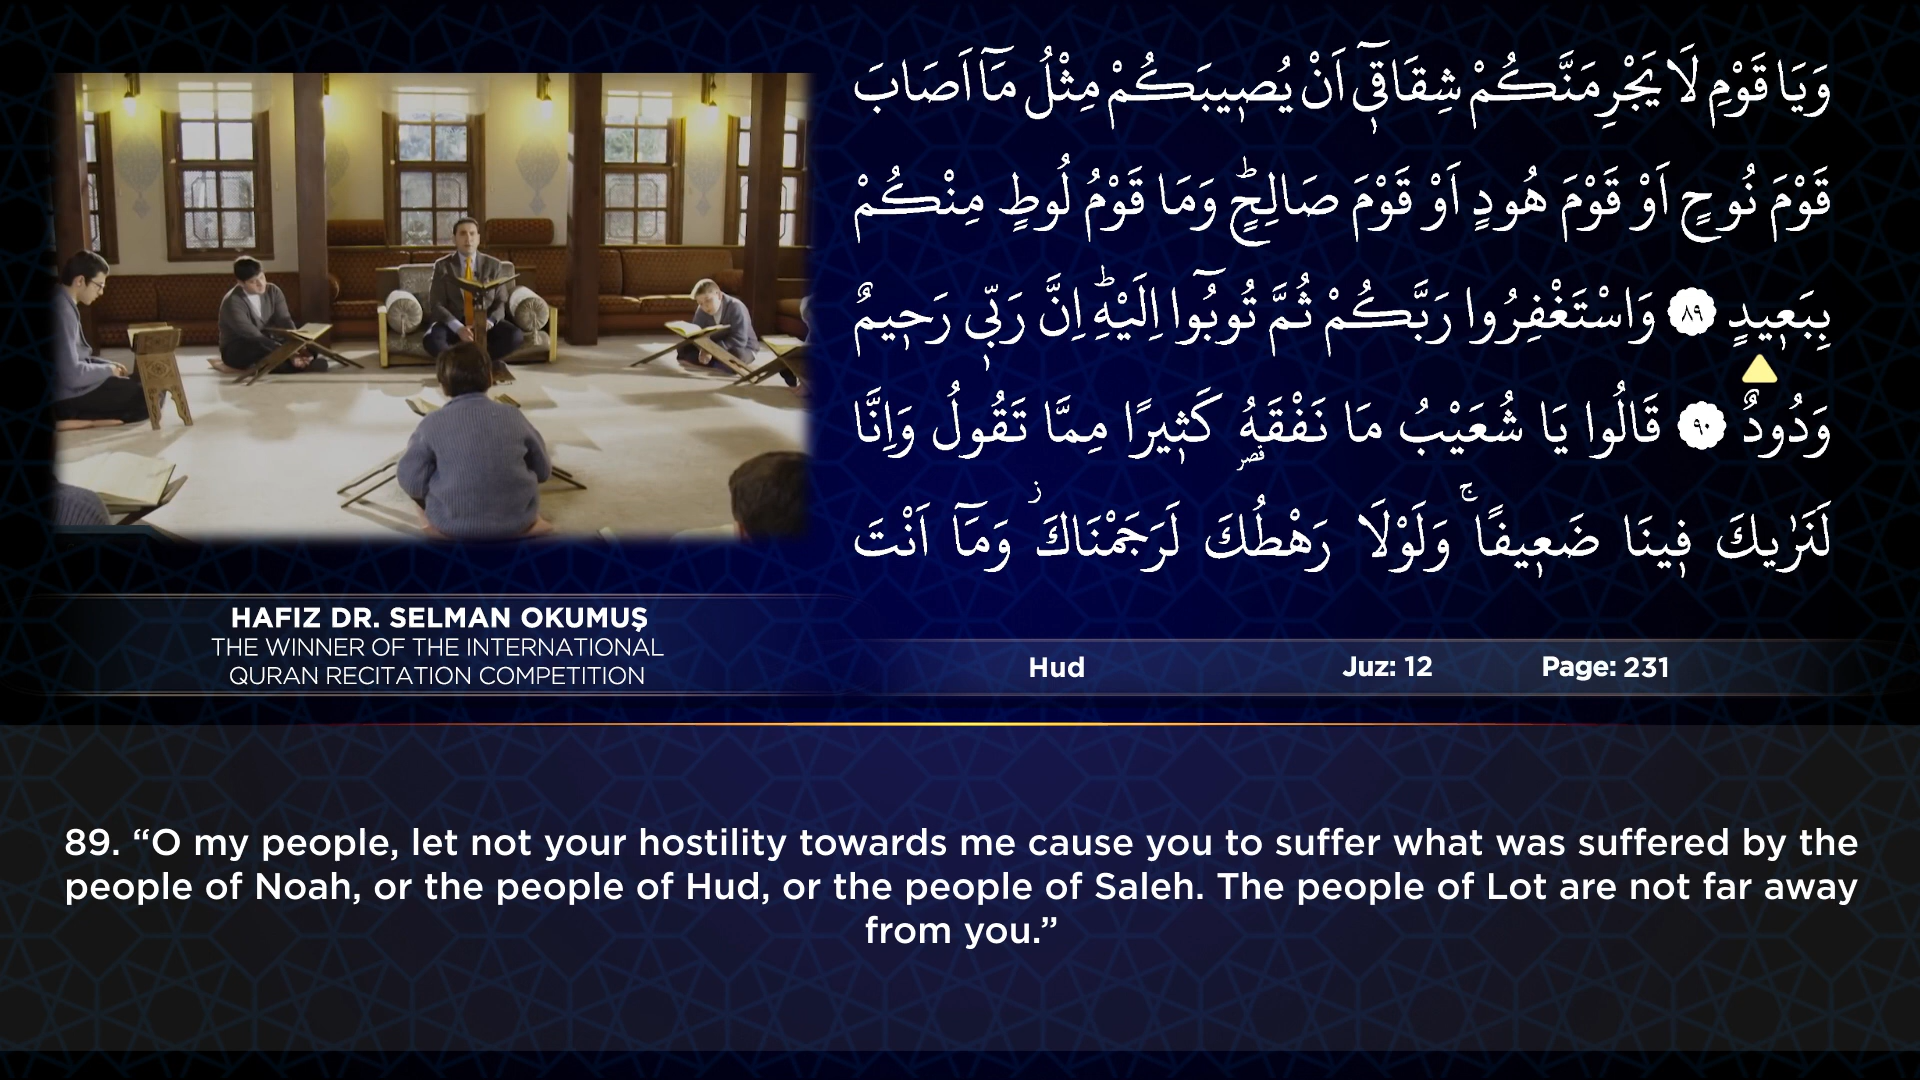 وَيَا قَوْمِ لَا يَجْرِمَنَّكُمْ شِقَاقٖٓي اَنْ يُصٖيبَكُمْ مِثْلُ مَٓا اَصَابَ
قَوْمَ نُوحٍ اَوْ قَوْمَ هُودٍ اَوْ قَوْمَ صَالِحٍؕ وَمَا قَوْمُ لُوطٍ مِنْكُمْ
بِبَعٖيدٍ ﴿٨٩﴾ وَاسْتَغْفِرُوا رَبَّكُمْ ثُمَّ تُوبُٓوا اِلَيْهِؕ اِنَّ رَبّٖي رَحٖيمٌ
وَدُودٌ ﴿٩٠﴾ قَالُوا يَا شُعَيْبُ مَا نَفْقَهُ كَثٖيرًا مِمَّا تَقُولُ وَاِنَّا
لَنَرٰيكَ فٖينَا ضَعٖيفًاۚ وَلَوْلَا رَهْطُكَ لَرَجَمْنَاكَؗ وَمَٓا اَنْتَ
HAFIZ DR. SELMAN OKUMUŞ
THE WINNER OF THE INTERNATIONAL
QURAN RECITATION COMPETITION
Hud Juz: 12 Page: 231
89. “O my people, let not your hostility towards me cause you to suffer what was suffered by the
people of Noah, or the people of Hud, or the people of Saleh. The people of Lot are not far away
from you.”